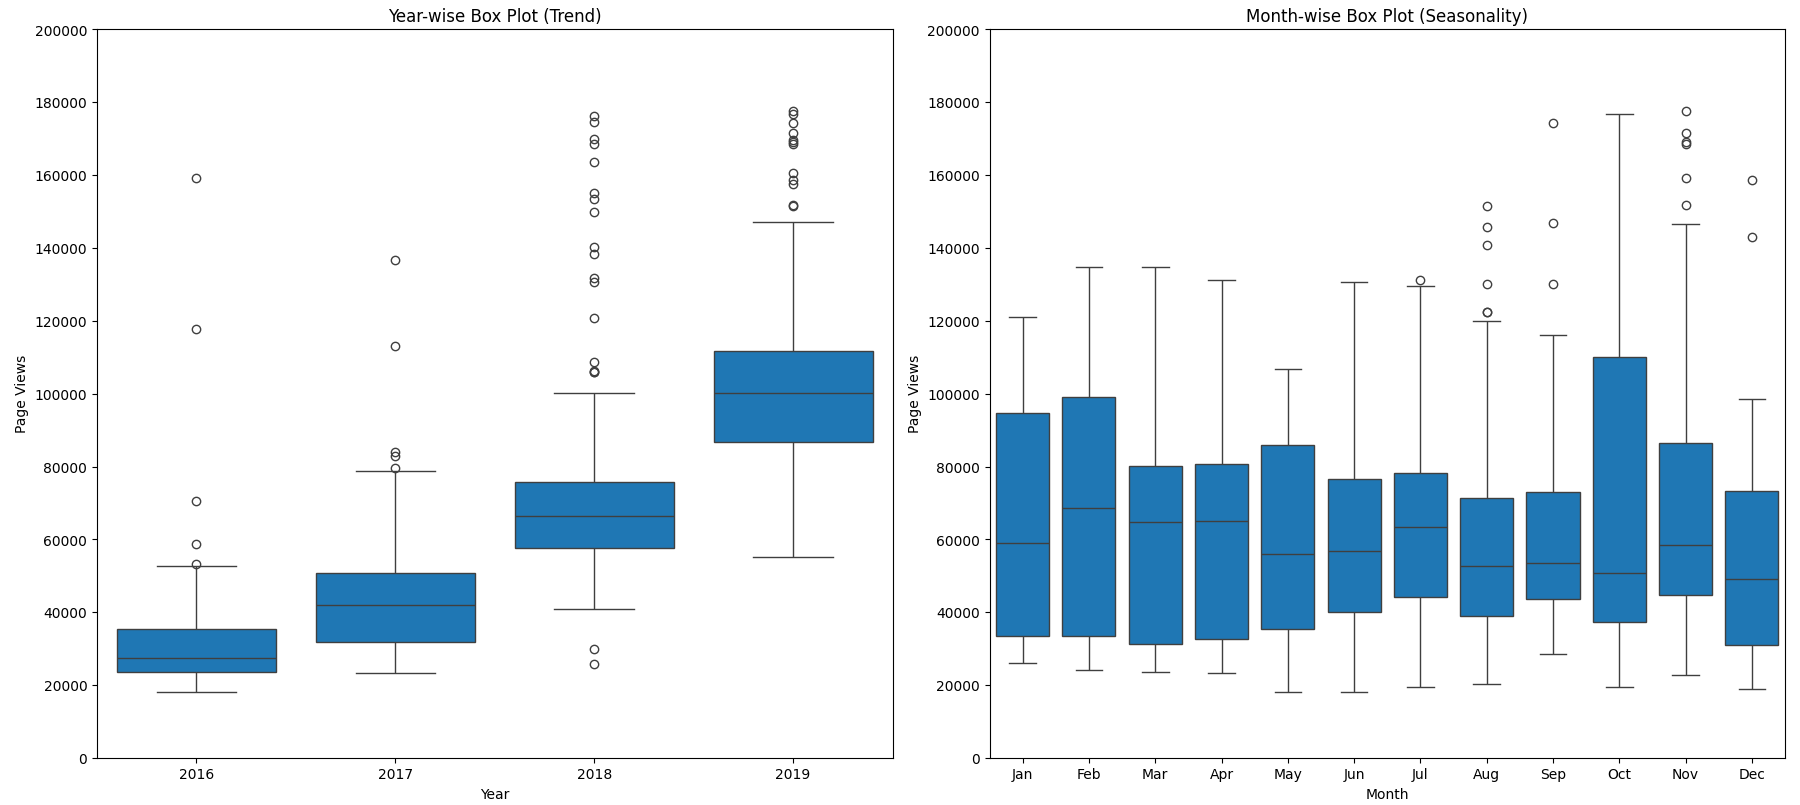 Year-wise Box Plot (Trend)
200000
180000
160000
140000
120000
100000
80000
60000
40000
20000
0
Page Views
2016 2017 2018 2019
Year
Month-wise Box Plot (Seasonality)
200000
180000
160000
140000
120000
100000
80000
60000
40000
20000
0
Page Views
Jan Feb Mar Apr May Jun Jul Aug Sep Oct Nov Dec
Month